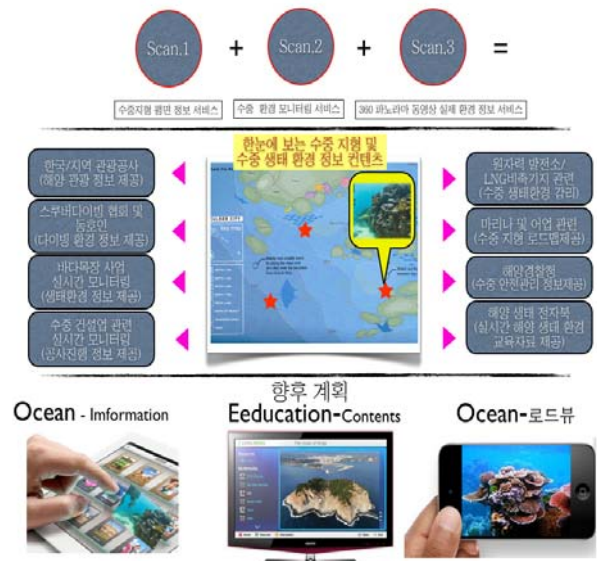 Scan.1 + Scan.2 + Scan.3 =
수중지형 평면 정보 서비스
수중 환경 모니터링 서비스
360 파노라마 동영상 실제 환경 정보 서비스
한눈에 보는 수중 지형 및
수중 생태 환경 정보 컨텐츠
한국/지역 관광공사
(해양 관광 정보 제공)
스쿠버다이빙 협회 및
동호인
(다이빙 환경 정보 제공)
바다목장 사업
실시간 모니터링
(생태환경 정보 제공)
수중 건설업 관련
실시간 모니터링
(공사진행 정보 제공)
원자력 발전소/
LNG비축기지 관련
(수중 생태환경 관리)
마리나 및 어업 관련
(수중 지형 로드맵제공)
해양경찰청
(수중 안전관리 정보제공)
해양 생태 전자북
(실시간 해양 생태 환경
교육자료 제공)
향후 계획
Ocean - Imformation
Eeducation-Contents
Ocean-로드뷰